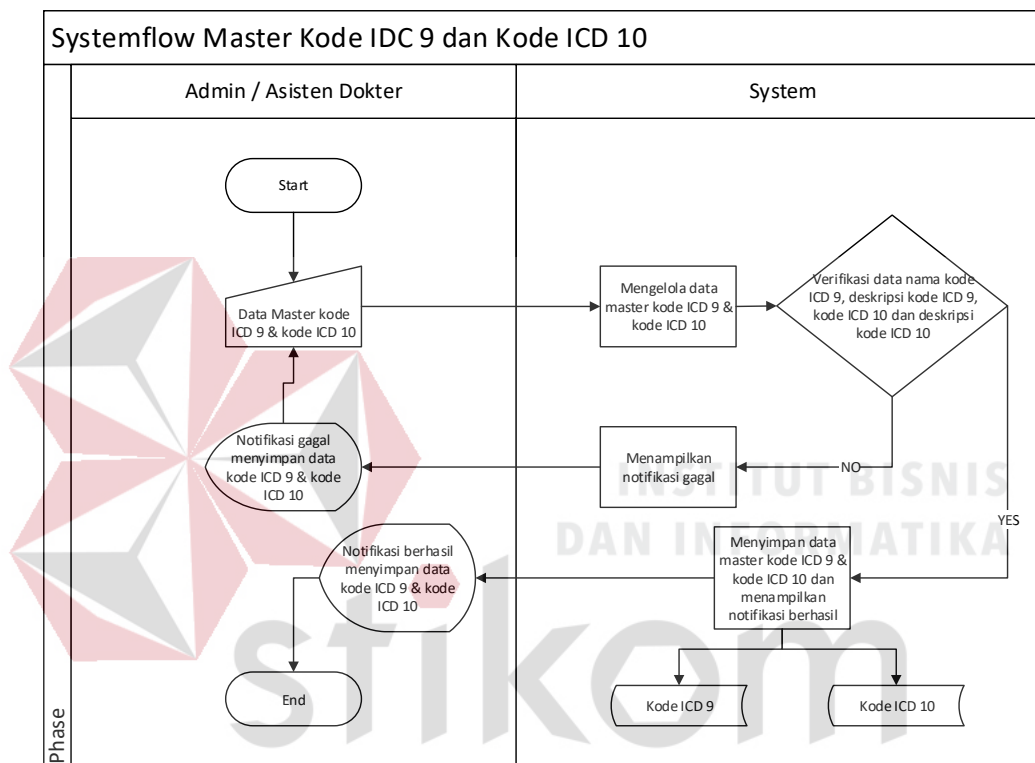 Systemflow Master Kode IDC 9 dan Kode ICD 10
Admin / Asisten Dokter
System
Phase
Start
Data Master kode
ICD 9 & kode ICD 10
Mengelola data
master kode ICD 9 &
kode ICD 10
Verifikasi data nama kode
ICD 9, deskripsi kode ICD 9,
kode ICD 10 dan deskripsi
kode ICD 10
Notifikasi gagal
menyimpan data
kode ICD 9 & kode
ICD 10
Menampilkan
notifikasi gagal
NO
YES
INSTITUT BISNIS
DAN INFORMATIKA
Notifikasi berhasil
menyimpan data
kode ICD 9 & kode
ICD 10
Menyimpan data
master kode ICD 9 &
kode ICD 10 dan
menampilkan
notifikasi berhasil
stikom
End
Kode ICD 9
Kode ICD 10